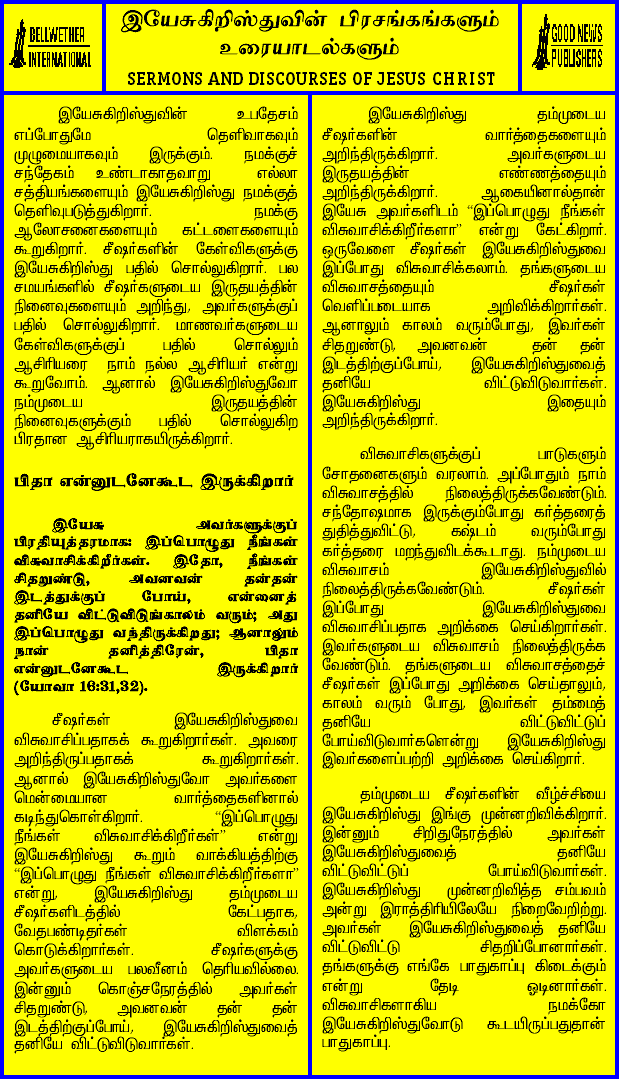 BELLWETHER
INTERNATIONAL
இயேசுகிறிஸ்துவின் பிரசங்கங்களும்
உரையாடல்களும்
SERMONS AND DISCOURSES OF JESUS CHRIST
GOOD NEWS
PUBLISHERS
இயேசுகிறிஸ்துவின் உபதேசம்
எப்போதுமே தெளிவாகவும்
முழுமையாகவும் இருக்கும். நமக்குச்
சந்தேகம் உண்டாகாதவாறு எல்லா
சத்தியங்களையும் இயேசுகிறிஸ்து நமக்குத்
தெளிவுபடுத்துகிறார். நமக்கு
ஆலோசனைகளையும் கட்டளைகளையும்
கூறுகிறார். சீஷர்களின் கேள்விகளுக்கு
இயேசுகிறிஸ்து பதில் சொல்லுகிறார். பல
சமயங்களில் சீஷர்களுடைய இருதயத்தின்
நினைவுகளையும் அறிந்து, அவர்களுக்குப்
பதில் சொல்லுகிறார். மாணவர்களுடைய
கேள்விகளுக்குப் பதில் சொல்லும்
ஆசிரியரை நாம் நல்ல ஆசிரியர் என்று
கூறுவோம். ஆனால் இயேசுகிறிஸ்துவோ
நம்முடைய இருதயத்தின்
நினைவுகளுக்கும் பதில் சொல்லுகிற
பிரதான ஆசிரியராகயிருக்கிறார்.
பிதா என்னுடனேகூட இருக்கிறார்
இயேசு அவர்களுக்குப்
பிரதியுத்தரமாக: இப்பொழுது நீங்கள்
விசுவாசிக்கிறீர்கள். இதோ, நீங்கள்
சிதறுண்டு, அவனவன் தன்தன்
இடத்துக்குப் போய், என்னைத்
தனியே விட்டுவிடுங்காலம் வரும்; அது
இப்பொழுது வந்திருக்கிறது; ஆனாலும்
நான் தனித்திரேன், பிதா
என்னுடனேகூட இருக்கிறார்
(யோவா 16:31,32).
சீஷர்கள் இயேசுகிறிஸ்துவை
விசுவாசிப்பதாகக் கூறுகிறார்கள். அவரை
அறிந்திருப்பதாகக் கூறுகிறார்கள்.
ஆனால் இயேசுகிறிஸ்துவோ அவர்களை
மென்மையான வார்த்தைகளினால்
கடிந்துகொள்கிறார். “இப்பொழுது
நீங்கள் விசுவாசிக்கிறீர்கள்” என்று
இயேசுகிறிஸ்து கூறும் வாக்கியத்திற்கு
“இப்பொழுது நீங்கள் விசுவாசிக்கிறீர்களா”
என்று, இயேசுகிறிஸ்து தம்முடைய
சீஷர்களிடத்தில் கேட்பதாக,
வேதபண்டிதர்கள் விளக்கம்
கொடுக்கிறார்கள். சீஷர்களுக்கு
அவர்களுடைய பலவீனம் தெரியவில்லை.
இன்னும் கொஞ்சநேரத்தில் அவர்கள்
சிதறுண்டு, அவனவன் தன் தன்
இடத்திற்குப்போய், இயேசுகிறிஸ்துவைத்
தனியே விட்டுவிடுவார்கள்.
இயேசுகிறிஸ்து தம்முடைய
சீஷர்களின் வார்த்தைகளையும்
அறிந்திருக்கிறார். அவர்களுடைய
இருதயத்தின் எண்ணத்தையும்
அறிந்திருக்கிறார். ஆகையினால்தான்
இயேசு அவர்களிடம் “இப்பொழுது நீங்கள்
விசுவாசிக்கிறீர்களா” என்று கேட்கிறார்.
ஒருவேளை சீஷர்கள் இயேசுகிறிஸ்துவை
இப்போது விசுவாசிக்கலாம். தங்களுடைய
விசுவாசத்தையும் சீஷர்கள்
வெளிப்படையாக அறிவிக்கிறார்கள்.
ஆனாலும் காலம் வரும்போது, இவர்கள்
சிதறுண்டு, அவனவன் தன் தன்
இடத்திற்குப்போய், இயேசுகிறிஸ்துவைத்
தனியே விட்டுவிடுவார்கள்.
இயேசுகிறிஸ்து இதையும்
அறிந்திருக்கிறார்.
விசுவாசிகளுக்குப் பாடுகளும்
சோதனைகளும் வரலாம். அப்போதும் நாம்
விசுவாசத்தில் நிலைத்திருக்கவேண்டும்.
சந்தோஷமாக இருக்கும்போது கர்த்தரைத்
துதித்துவிட்டு, கஷ்டம் வரும்போது
கர்த்தரை மறந்துவிடக்கூடாது. நம்முடைய
விசுவாசம் இயேசுகிறிஸ்துவில்
நிலைத்திருக்கவேண்டும். சீஷர்கள்
இப்போது இயேசுகிறிஸ்துவை
விசுவாசிப்பதாக அறிக்கை செய்கிறார்கள்.
இவர்களுடைய விசுவாசம் நிலைத்திருக்க
வேண்டும். தங்களுடைய விசுவாசத்தைச்
சீஷர்கள் இப்போது அறிக்கை செய்தாலும்,
காலம் வரும் போது, இவர்கள் தம்மைத்
தனியே விட்டுவிட்டுப்
போய்விடுவார்களென்று இயேசுகிறிஸ்து
இவர்களைப்பற்றி அறிக்கை செய்கிறார்.
தம்முடைய சீஷர்களின் வீழ்ச்சியை
இயேசுகிறிஸ்து இங்கு முன்னறிவிக்கிறார்.
இன்னும் சிறிதுநேரத்தில் அவர்கள்
இயேசுகிறிஸ்துவைத் தனியே
விட்டுவிட்டுப் போய்விடுவார்கள்.
இயேசுகிறிஸ்து முன்னறிவித்த சம்பவம்
அன்று இராத்திரியிலேயே நிறைவேறிற்று.
அவர்கள் இயேசுகிறிஸ்துவைத் தனியே
விட்டுவிட்டு சிதறிப்போனார்கள்.
தங்களுக்கு எங்கே பாதுகாப்பு கிடைக்கும்
என்று தேடி ஓடினார்கள்.
விசுவாசிகளாகிய நமக்கோ
இயேசுகிறிஸ்துவோடு கூடயிருப்பதுதான்
பாதுகாப்பு.